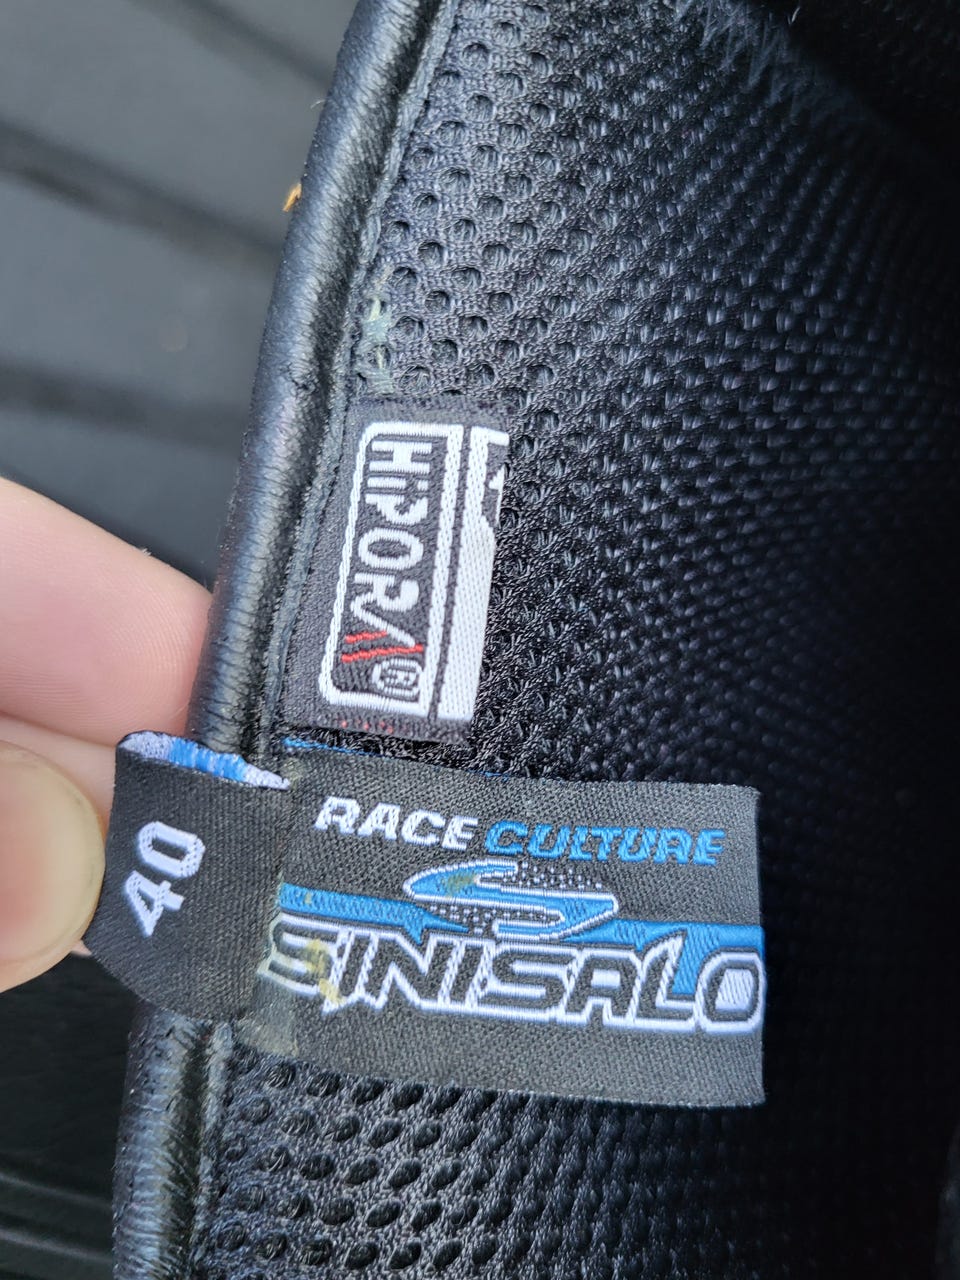 HiPORA®
40
RACE CULTURE
SINISALO